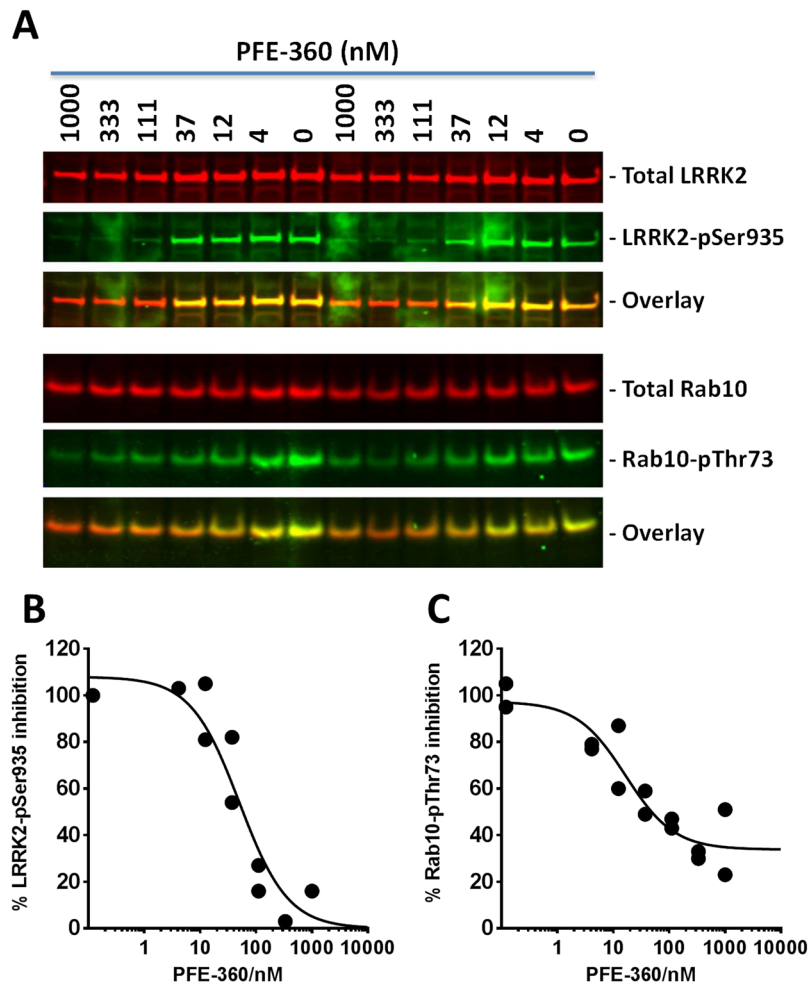 A
PFE-360 (nM)
1000 333 111 37 12 4 0 1000 333 111 37 12 4 0
- Total LRRK2
- LRRK2-pSer935
- Overlay
- Total Rab10
- Rab10-pThr73
- Overlay
B
% LRRK2-pSer935 inhibition
120
100
80
60
40
20
0
1 10 100 1000 10000
PFE-360/nM
C
% Rab10-pThr73 inhibition
120
100
80
60
40
20
0
1 10 100 1000 10000
PFE-360/nM